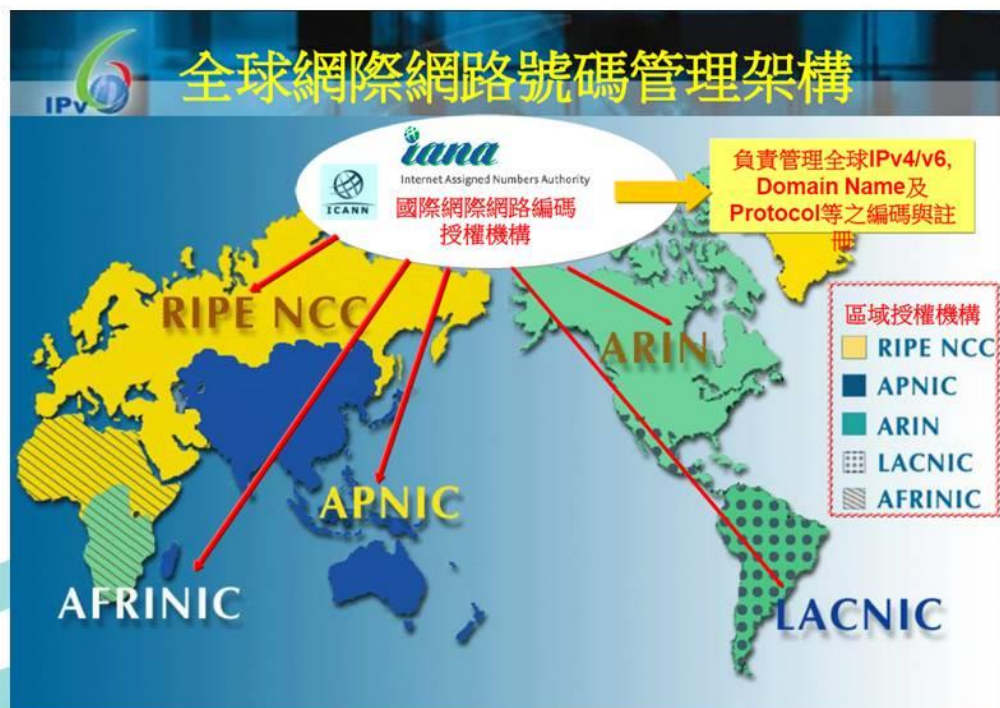 IPv6
全球網際網路號碼管理架構
iana
Internet Assigned Numbers Authority
ICANN
國際網際網路編碼
授權機構
負責管理全球IPv4/v6,
Domain Name及
Protocol等之編碼與註
冊
RIPE NCC
ARIN
APNIC
AFRINIC
LACNIC
區域授權機構
RIPE NCC
APNIC
ARIN
LACNIC
AFRINIC